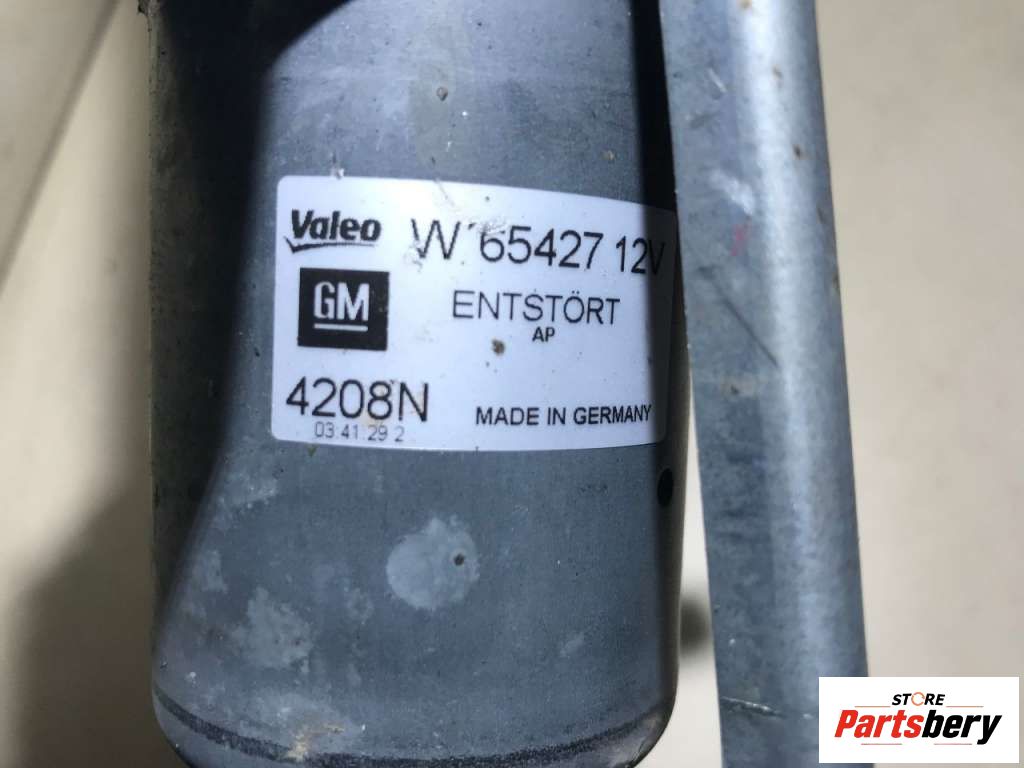 Valeo W 65427 12V
GM ENTSTÖRT
AP
4208N MADE IN GERMANY
03 41 29 2
STORE
Partsbery